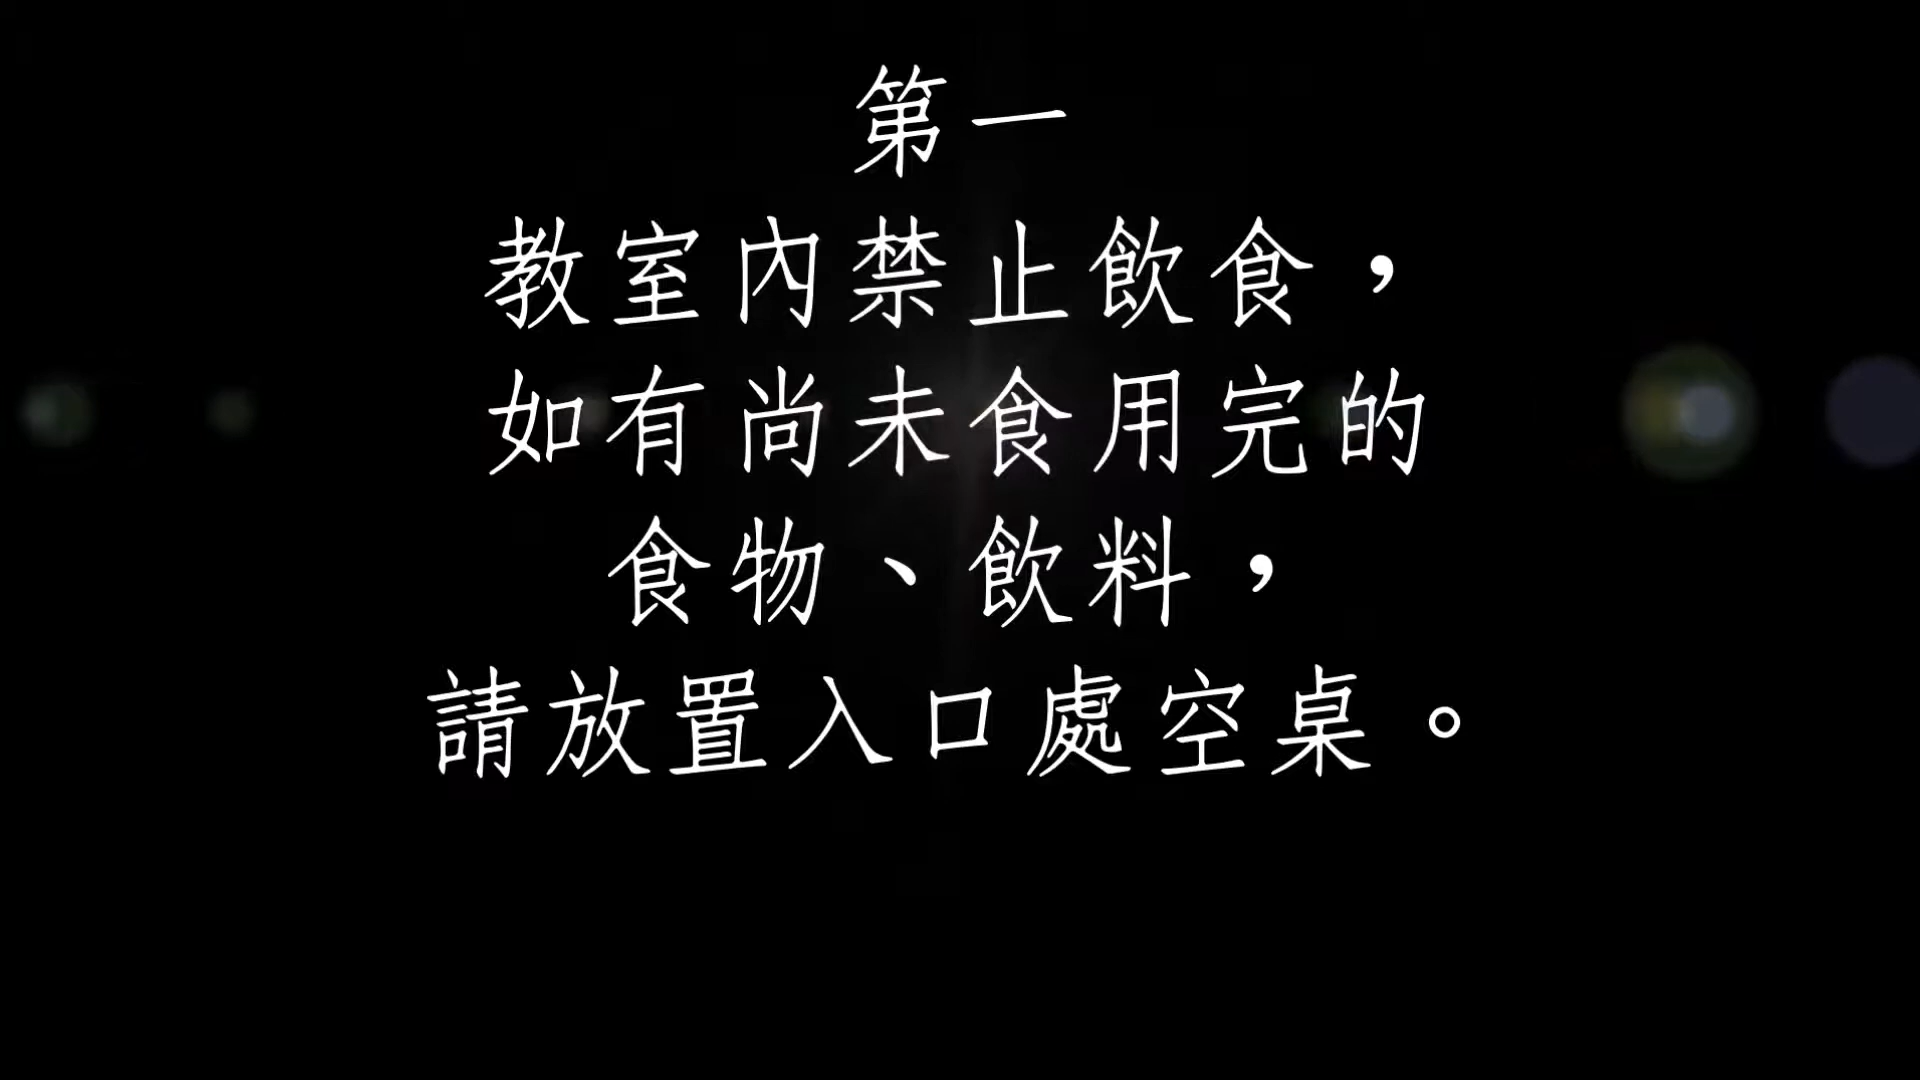 第一
教室內禁止飲食，
如有尚未食用完的
食物、飲料，
請放置入口處空桌。